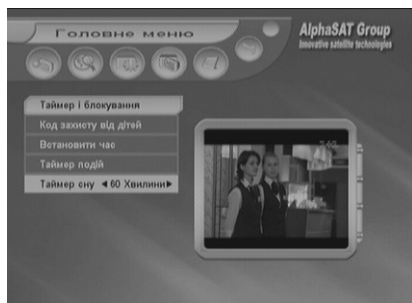 Головне меню
AlphaSAT Group
Innovative satellite technologies
Таймер і блокування
Код захисту від дітей
Встановити час
Таймер подій
Таймер сну ◄60 Хвилини►